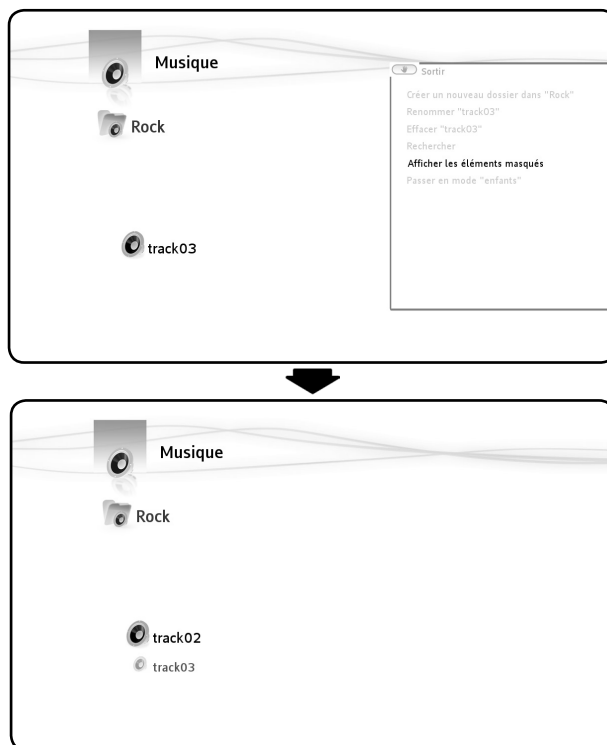 Musique
Sortir
Créer un nouveau dossier dans "Rock"
Renommer "track03"
Effacer "track03"
Rechercher
Afficher les éléments masqués
Passer en mode "enfants"
Rock
track03
Musique
Rock
track02
track03